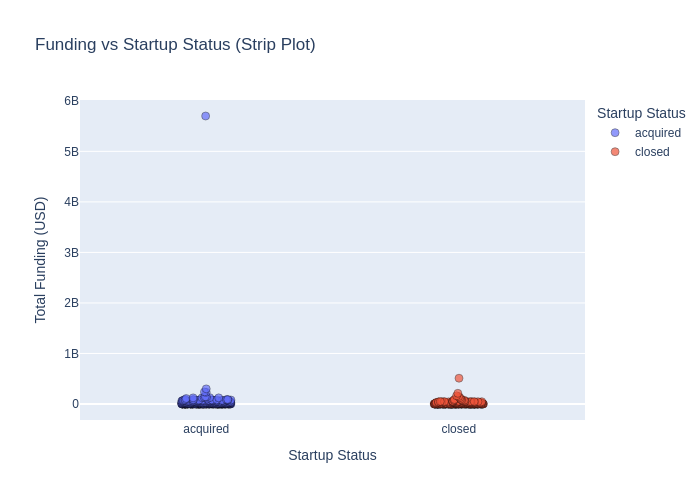 Funding vs Startup Status (Strip Plot)
6B
5B
4B
3B
2B
1B
0
Total Funding (USD)
acquired
closed
Startup Status
Startup Status
acquired
closed